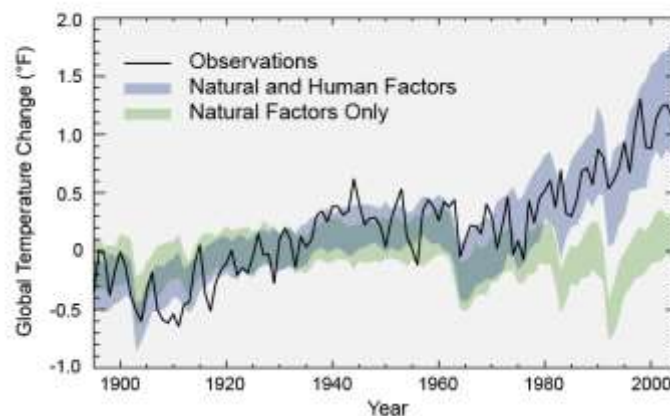 2.0
1.5
1.0
0.5
0
-0.5
-1.0
Global Temperature Change (°F)
Observations
Natural and Human Factors
Natural Factors Only
1900 1920 1940 1960 1980 2000
Year